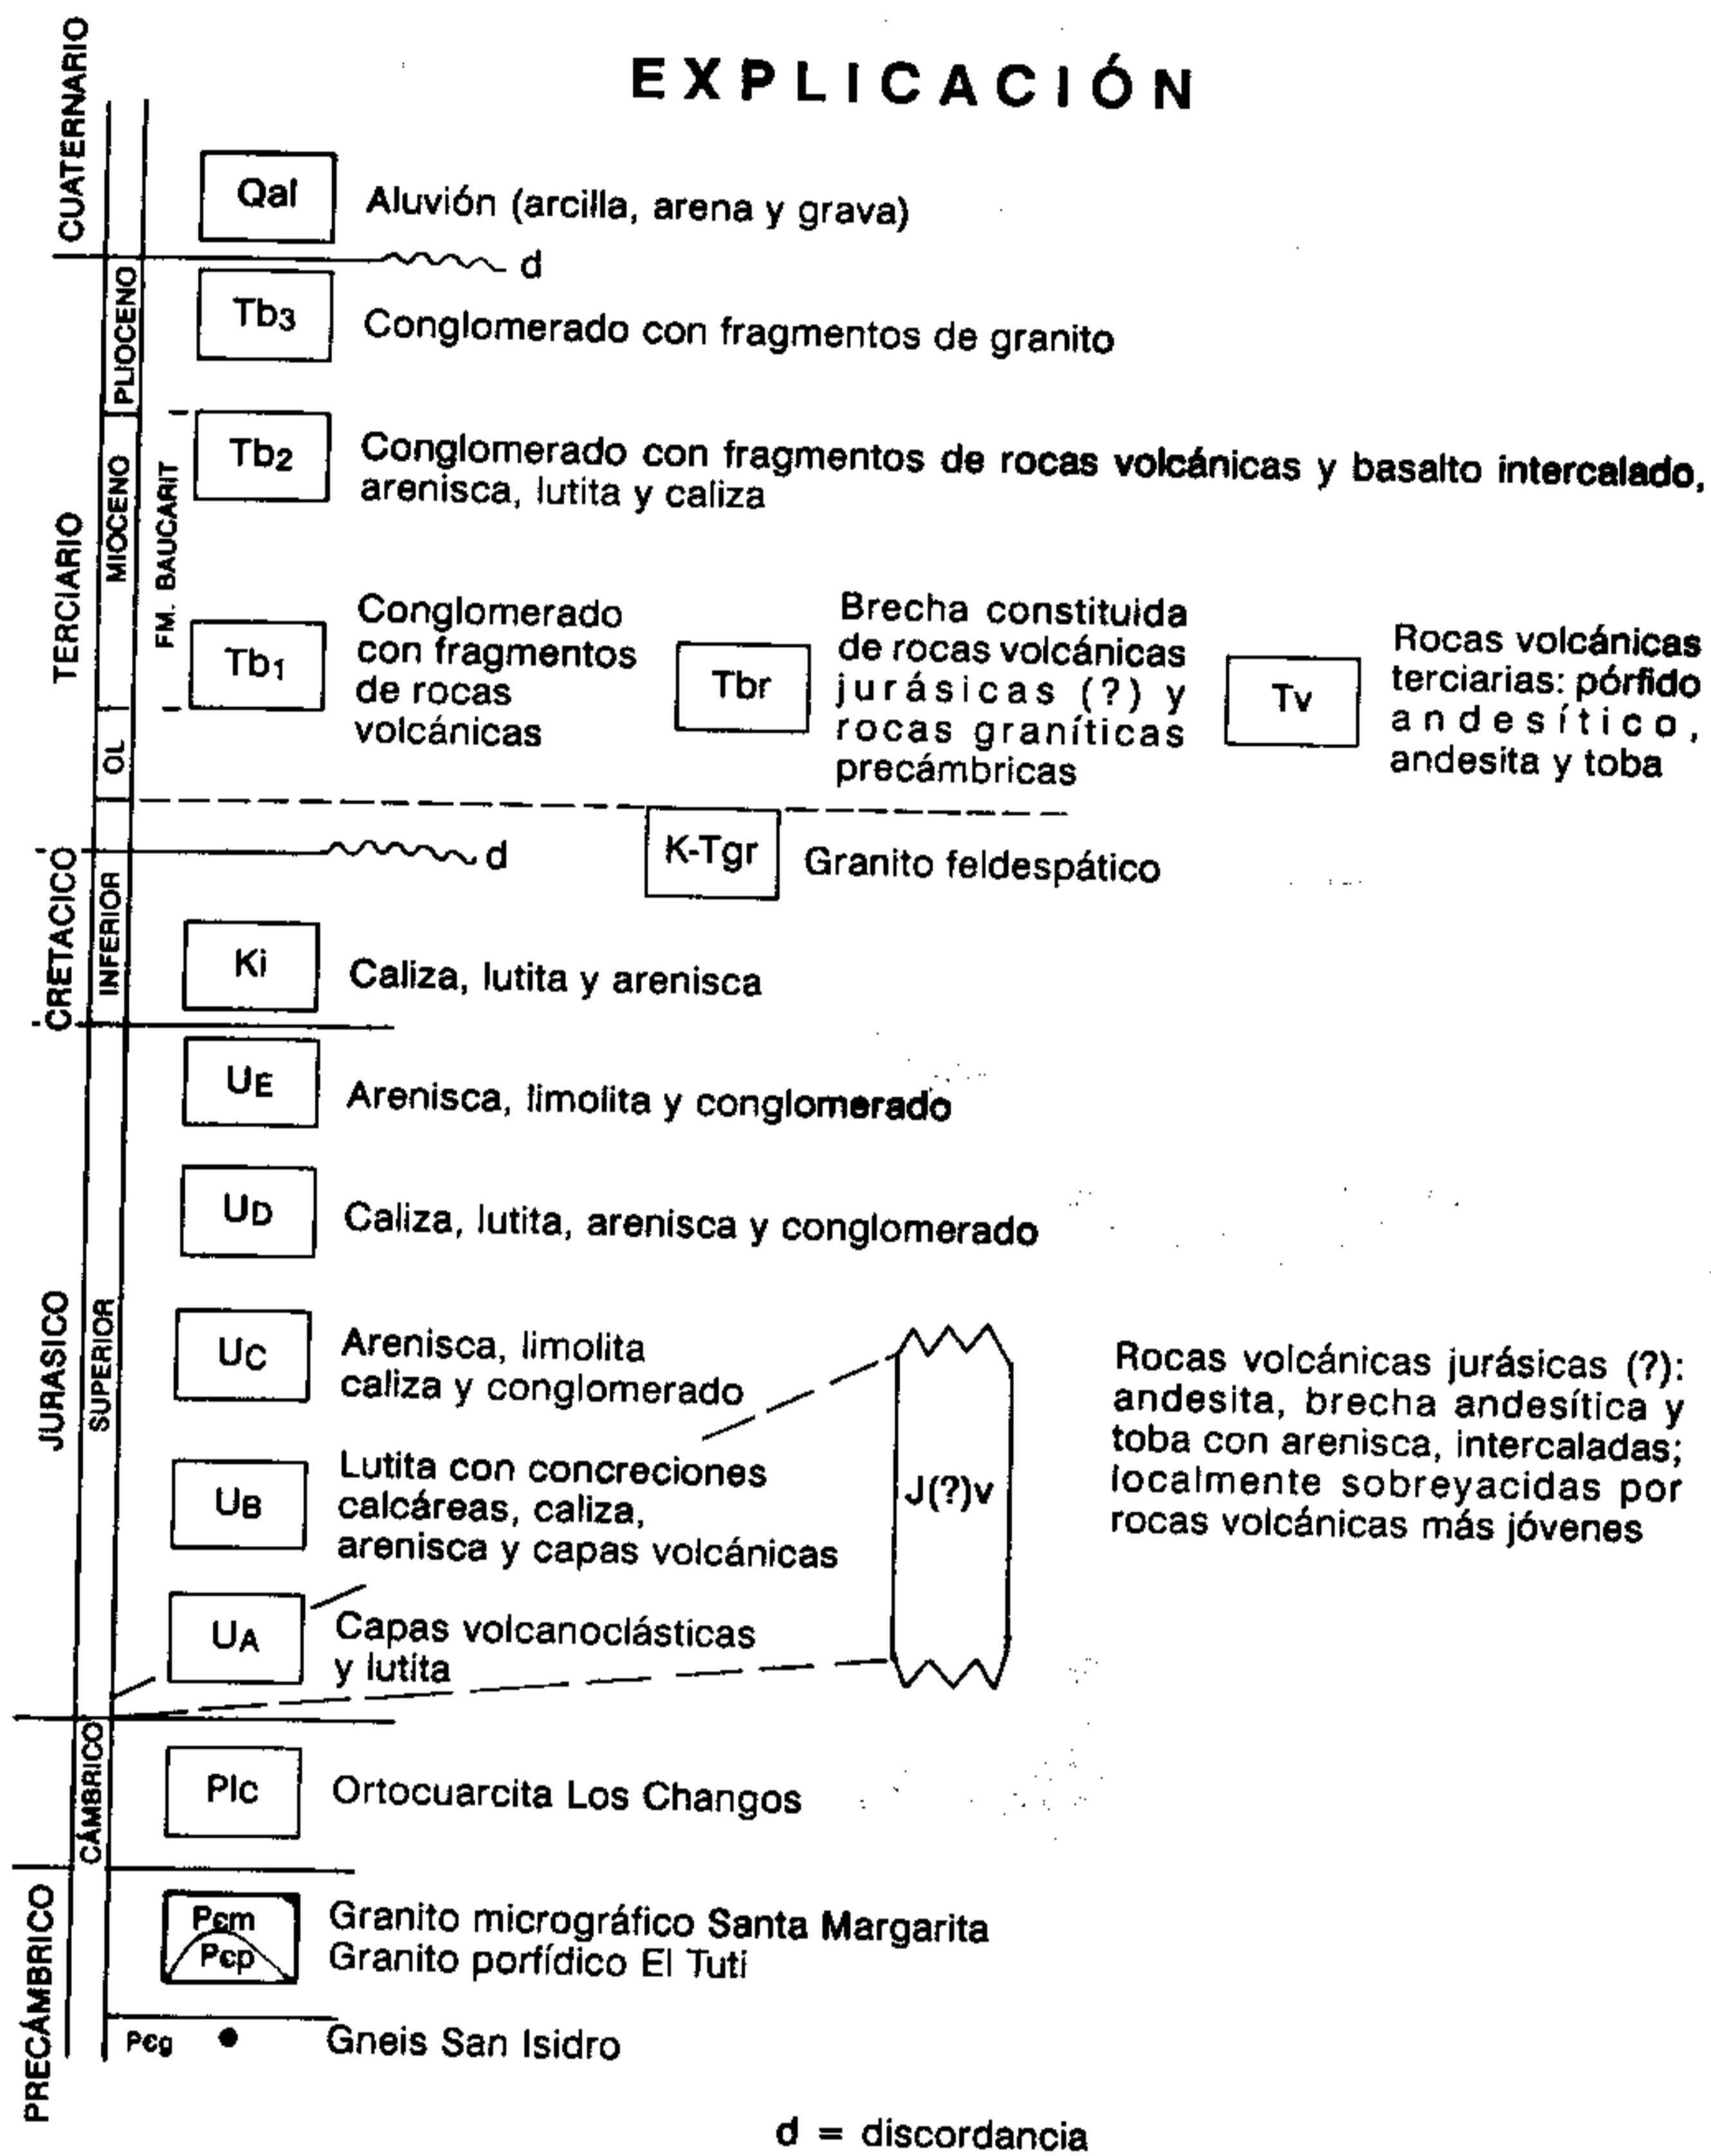 EXPLICACIÓN
CUATERNARIO
Qal
Aluvión (arcilla, arena y grava)
d
TERCIARIO
PLIOCENO
Tb3
Conglomerado con fragmentos de granito
MIOCENO
FM. BAUCARIT
Tb2
Conglomerado con fragmentos de rocas volcánicas y basalto intercalado,
arenisca, lutita y caliza
Tb1
Conglomerado
con fragmentos
de rocas
volcánicas
Tbr
Brecha constituida
de rocas volcánicas
jurásicas (?) y
rocas graníticas
precámbricas
Tv
Rocas volcánicas
terciarias: pórfido
andesítico,
andesita y toba
OL
d
K-Tgr
Granito feldespático
CRETACICO
INFERIOR
Ki
Caliza, lutita y arenisca
JURASICO
SUPERIOR
UE
Arenisca, limolita y conglomerado
UD
Caliza, lutita, arenisca y conglomerado
UC
Arenisca, limolita
caliza y conglomerado
UB
Lutita con concreciones
calcáreas, caliza,
arenisca y capas volcánicas
UA
Capas volcanoclásticas
y lutita
J(?)v
Rocas volcánicas jurásicas (?):
andesita, brecha andesítica y
toba con arenisca, intercaladas;
localmente sobreyacidas por
rocas volcánicas más jóvenes
CÁMBRICO
Plc
Ortocuarcita Los Changos
PRECÁMBRICO
Pєm
Granito micrográfico Santa Margarita
Pєp
Granito porfídico El Tuti
Pєg
Gneis San Isidro
d = discordancia